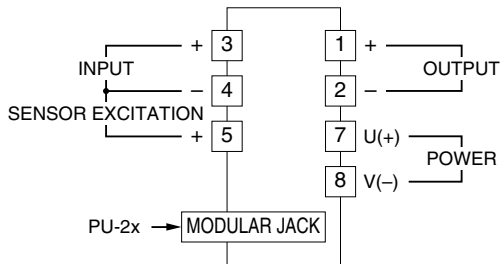 + 3
INPUT
− 4
SENSOR EXCITATION
+ 5
1 +
OUTPUT
2 −
7 U(+)
POWER
8 V(−)
PU-2x MODULAR JACK